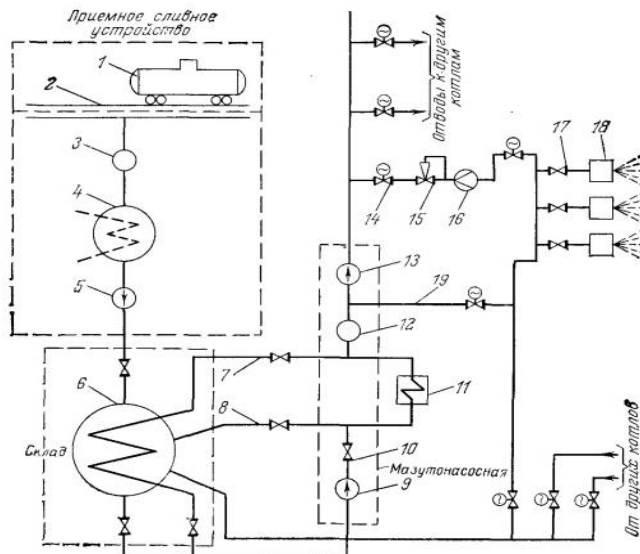 Приемное сливное
устройство
1
2
3
4
5
Отводы к другим
котлам
14
15
16
17
18
13
19
12
6
7
8
11
10
Склад
Мазутонасосная
9
От других котлов